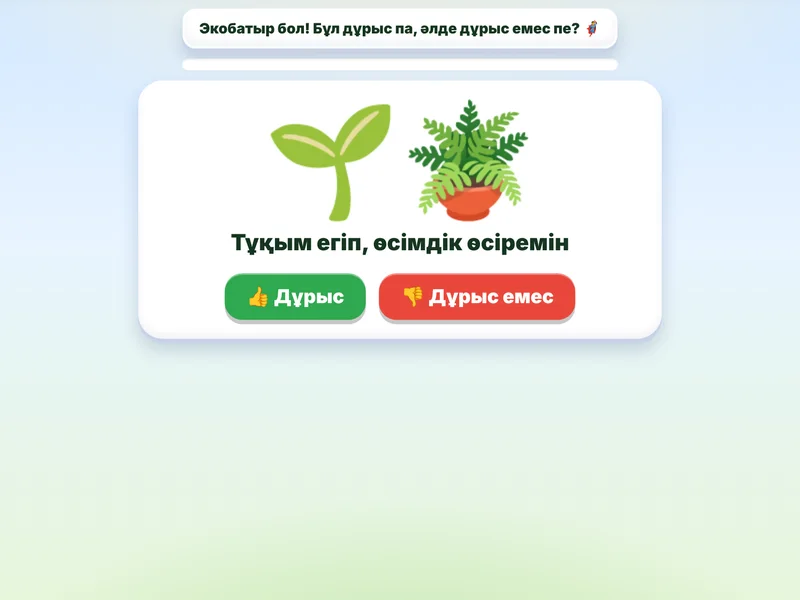 Экобатыр бол! Бұл дұрыс па, әлде дұрыс емес пе? 🦸
Тұқым егіп, өсімдік өсіремін
👍 Дұрыс
👎 Дұрыс емес